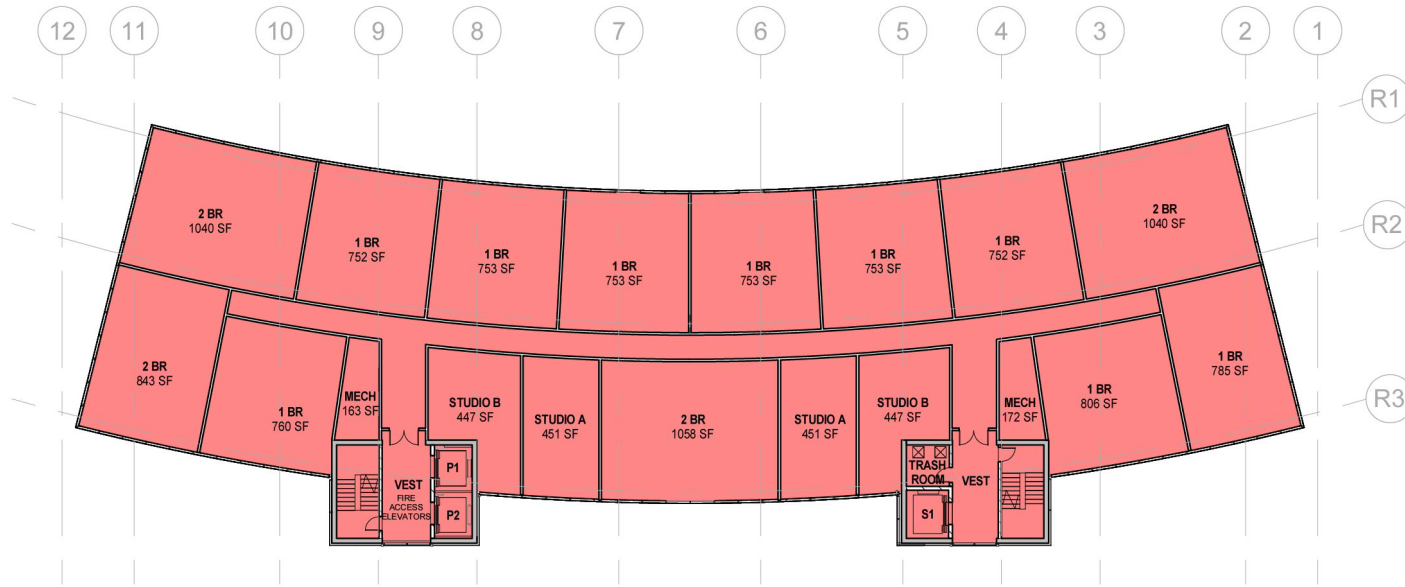 12 11 10 9 8 7 6 5 4 3 2 1
R1
R2
R3
2 BR
1040 SF
1 BR
752 SF
1 BR
753 SF
1 BR
753 SF
1 BR
753 SF
1 BR
753 SF
1 BR
752 SF
2 BR
1040 SF
2 BR
843 SF
1 BR
760 SF
MECH
163 SF
STUDIO B
447 SF
STUDIO A
451 SF
2 BR
1058 SF
STUDIO A
451 SF
STUDIO B
447 SF
MECH
172 SF
1 BR
806 SF
1 BR
785 SF
VEST
FIRE
ACCESS
ELEVATORS
P1
P2
TRASH
ROOM
S1
VEST